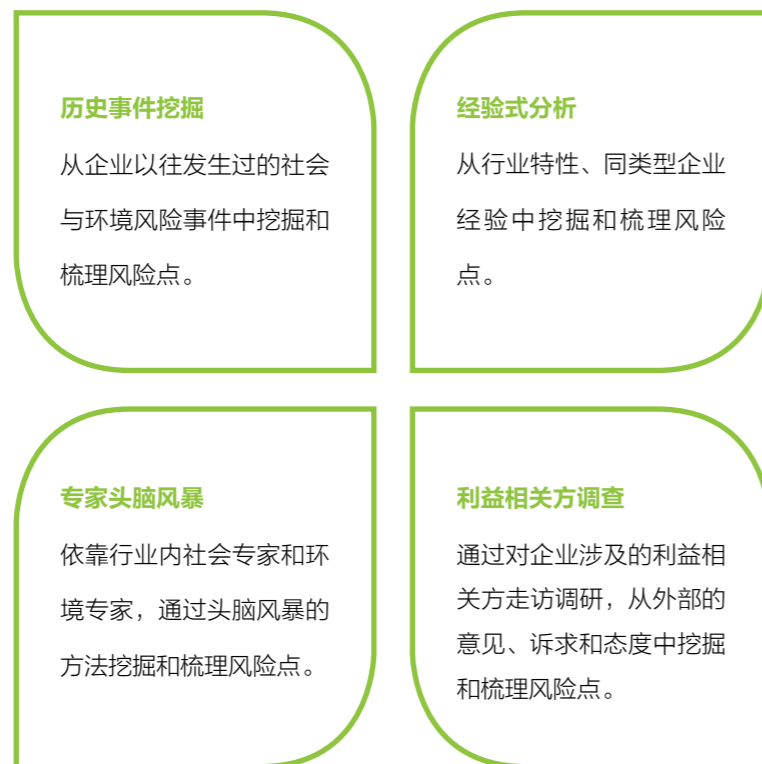 历史事件挖掘
从企业以往发生过的社会
与环境风险事件中挖掘和
梳理风险点。
经验式分析
从行业特性、同类型企业
经验中挖掘和梳理风险
点。
专家头脑风暴
依靠行业内社会专家和环
境专家，通过头脑风暴的
方法挖掘和梳理风险点。
利益相关方调查
通过对企业涉及的利益相
关方走访调研，从外部的
意见、诉求和态度中挖掘
和梳理风险点。